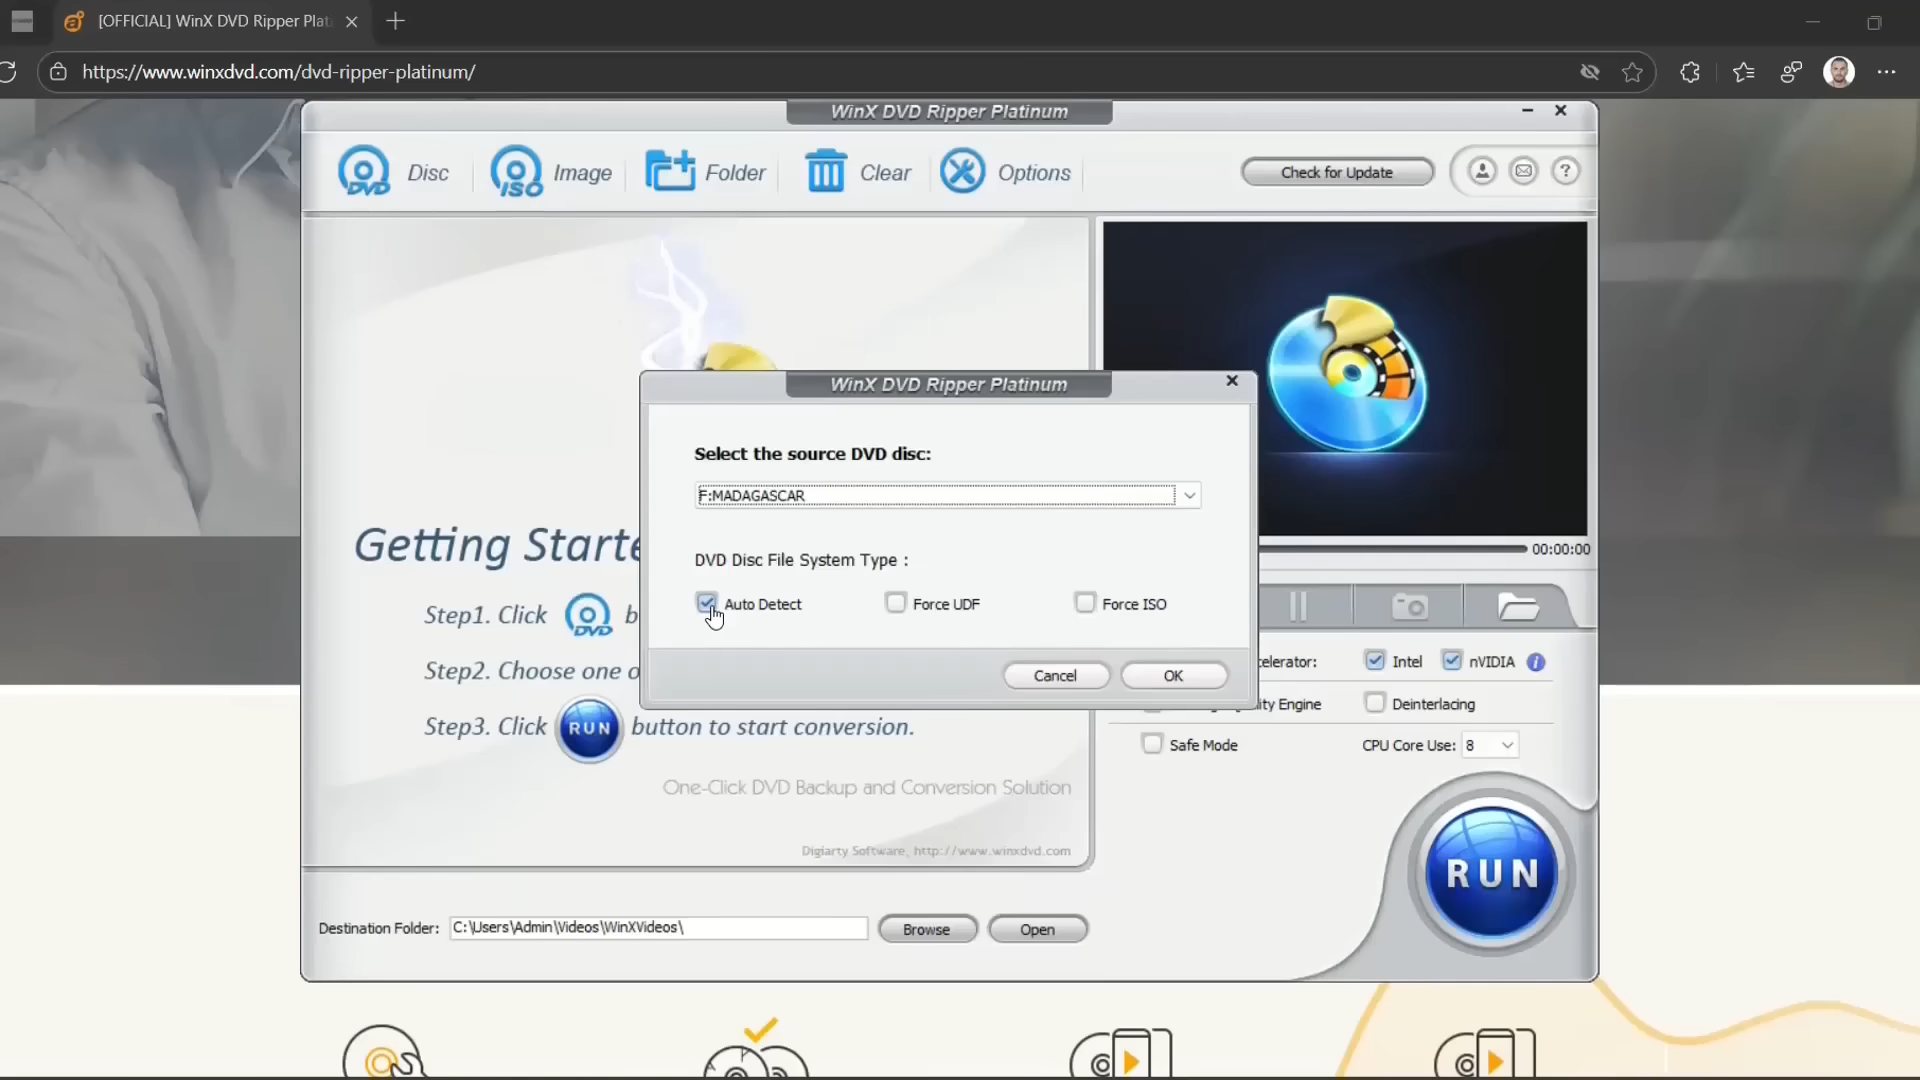 [OFFICIAL] WinX DVD Ripper Plat
https://www.winxdvd.com/dvd-ripper-platinum/
WinX DVD Ripper Platinum
DVD Disc
ISO Image
Folder
Clear
Options
Check for Update
?
WinX DVD Ripper Platinum
Select the source DVD disc:
F:MADAGASCAR
DVD Disc File System Type :
Auto Detect
Force UDF
Force ISO
Cancel
OK
00:00:00
Getting Starte
Step1. Click DVD b
Step2. Choose one o
Step3. Click RUN button to start conversion.
One-Click DVD Backup and Conversion Solution
Digiarty Software, http://www.winxdvd.com
celerator:
Intel
nVIDIA
i
ity Engine
Deinterlacing
Safe Mode
CPU Core Use: 8
RUN
Destination Folder: C:\Users\Admin\Videos\WinXVideos\
Browse
Open